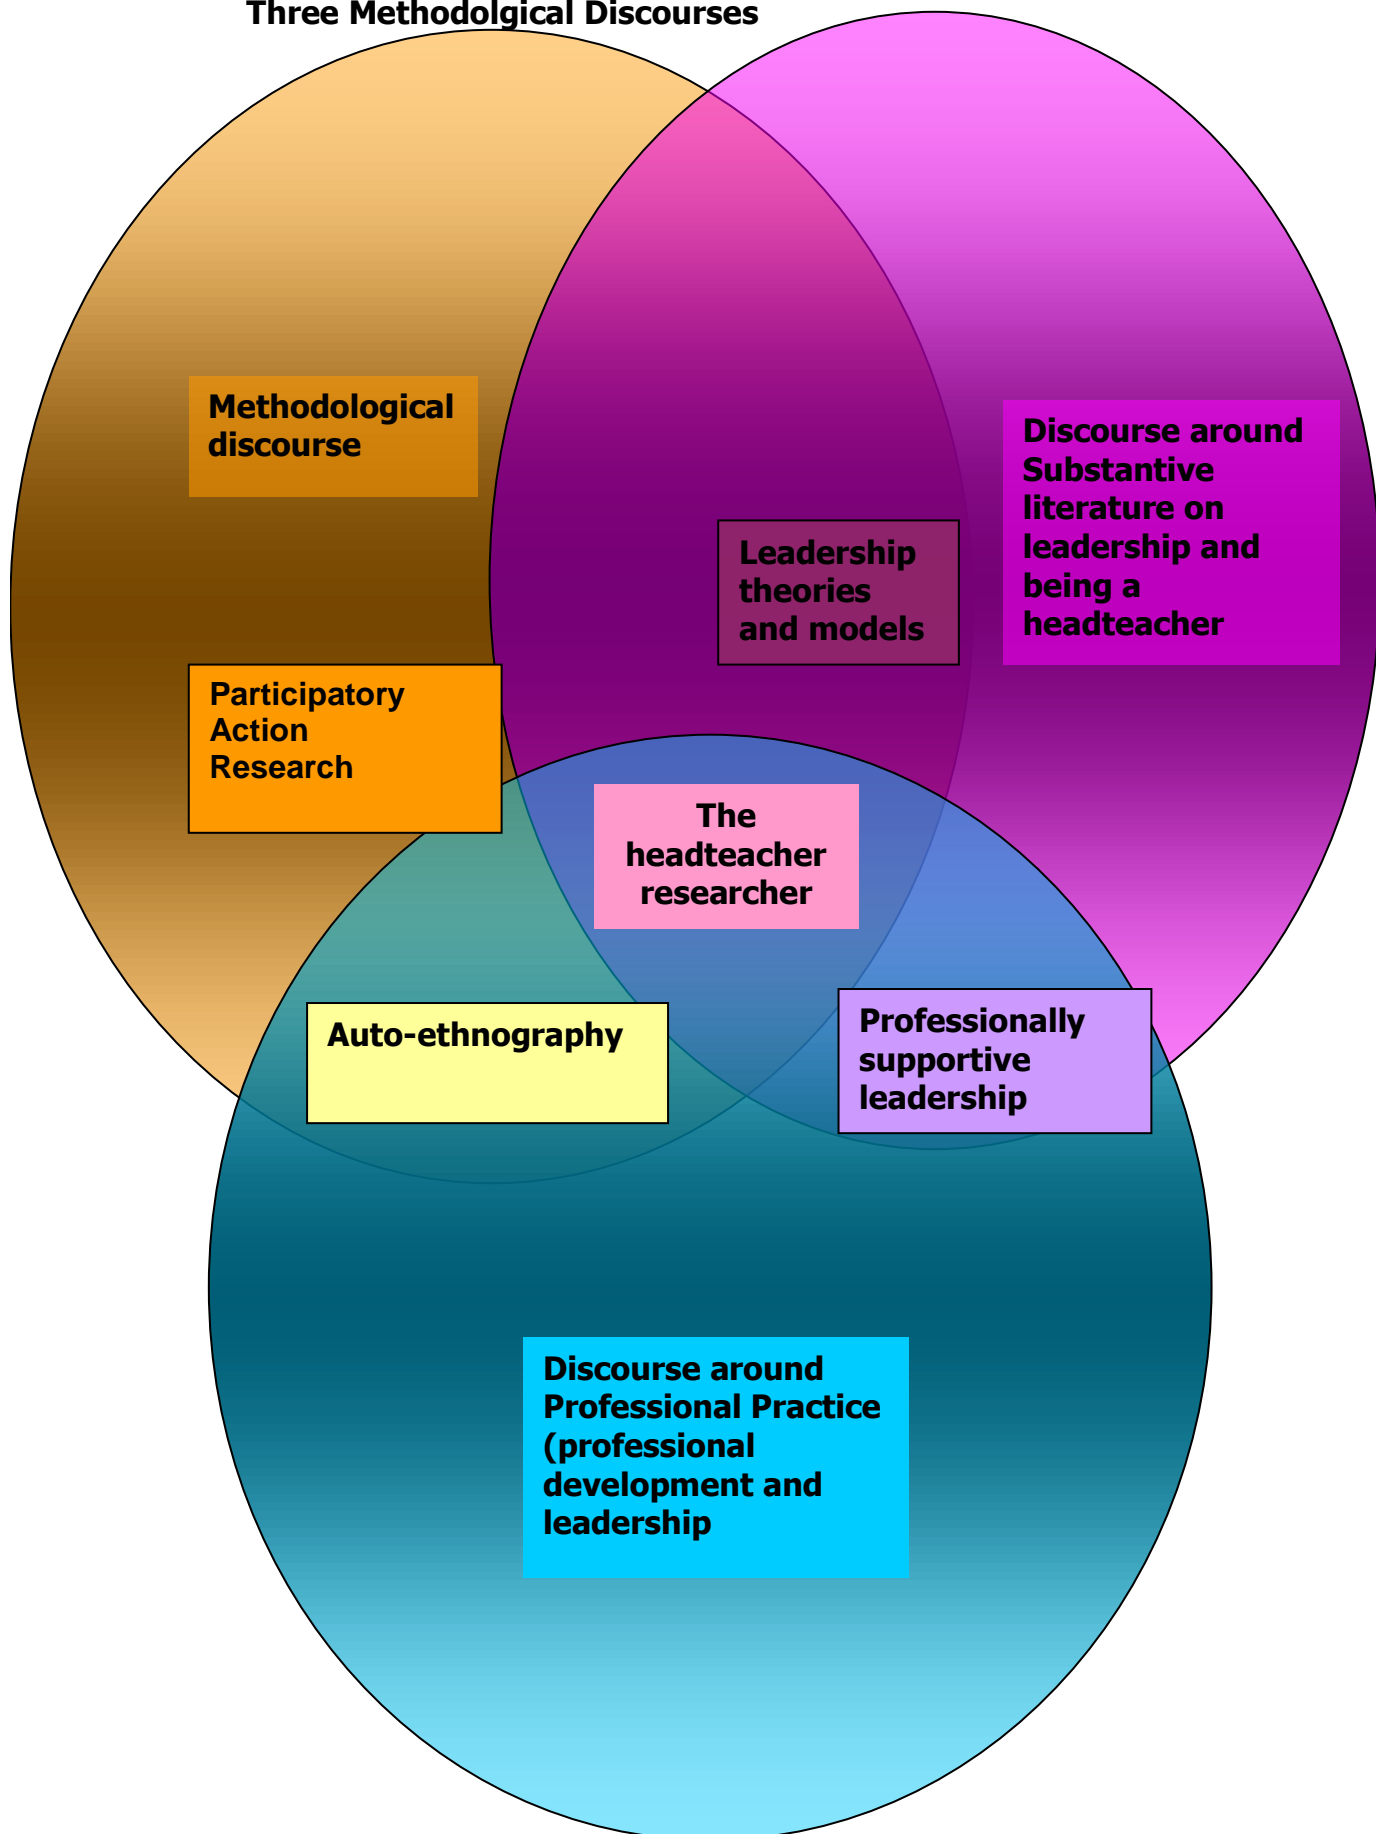 Three Methodolgical Discourses
Methodological
discourse
Discourse around
Substantive
literature on
leadership and
being a
headteacher
Leadership
theories
and models
Participatory
Action
Research
The
headteacher
researcher
Auto-ethnography
Professionally
supportive
leadership
Discourse around
Professional Practice
(professional
development and
leadership